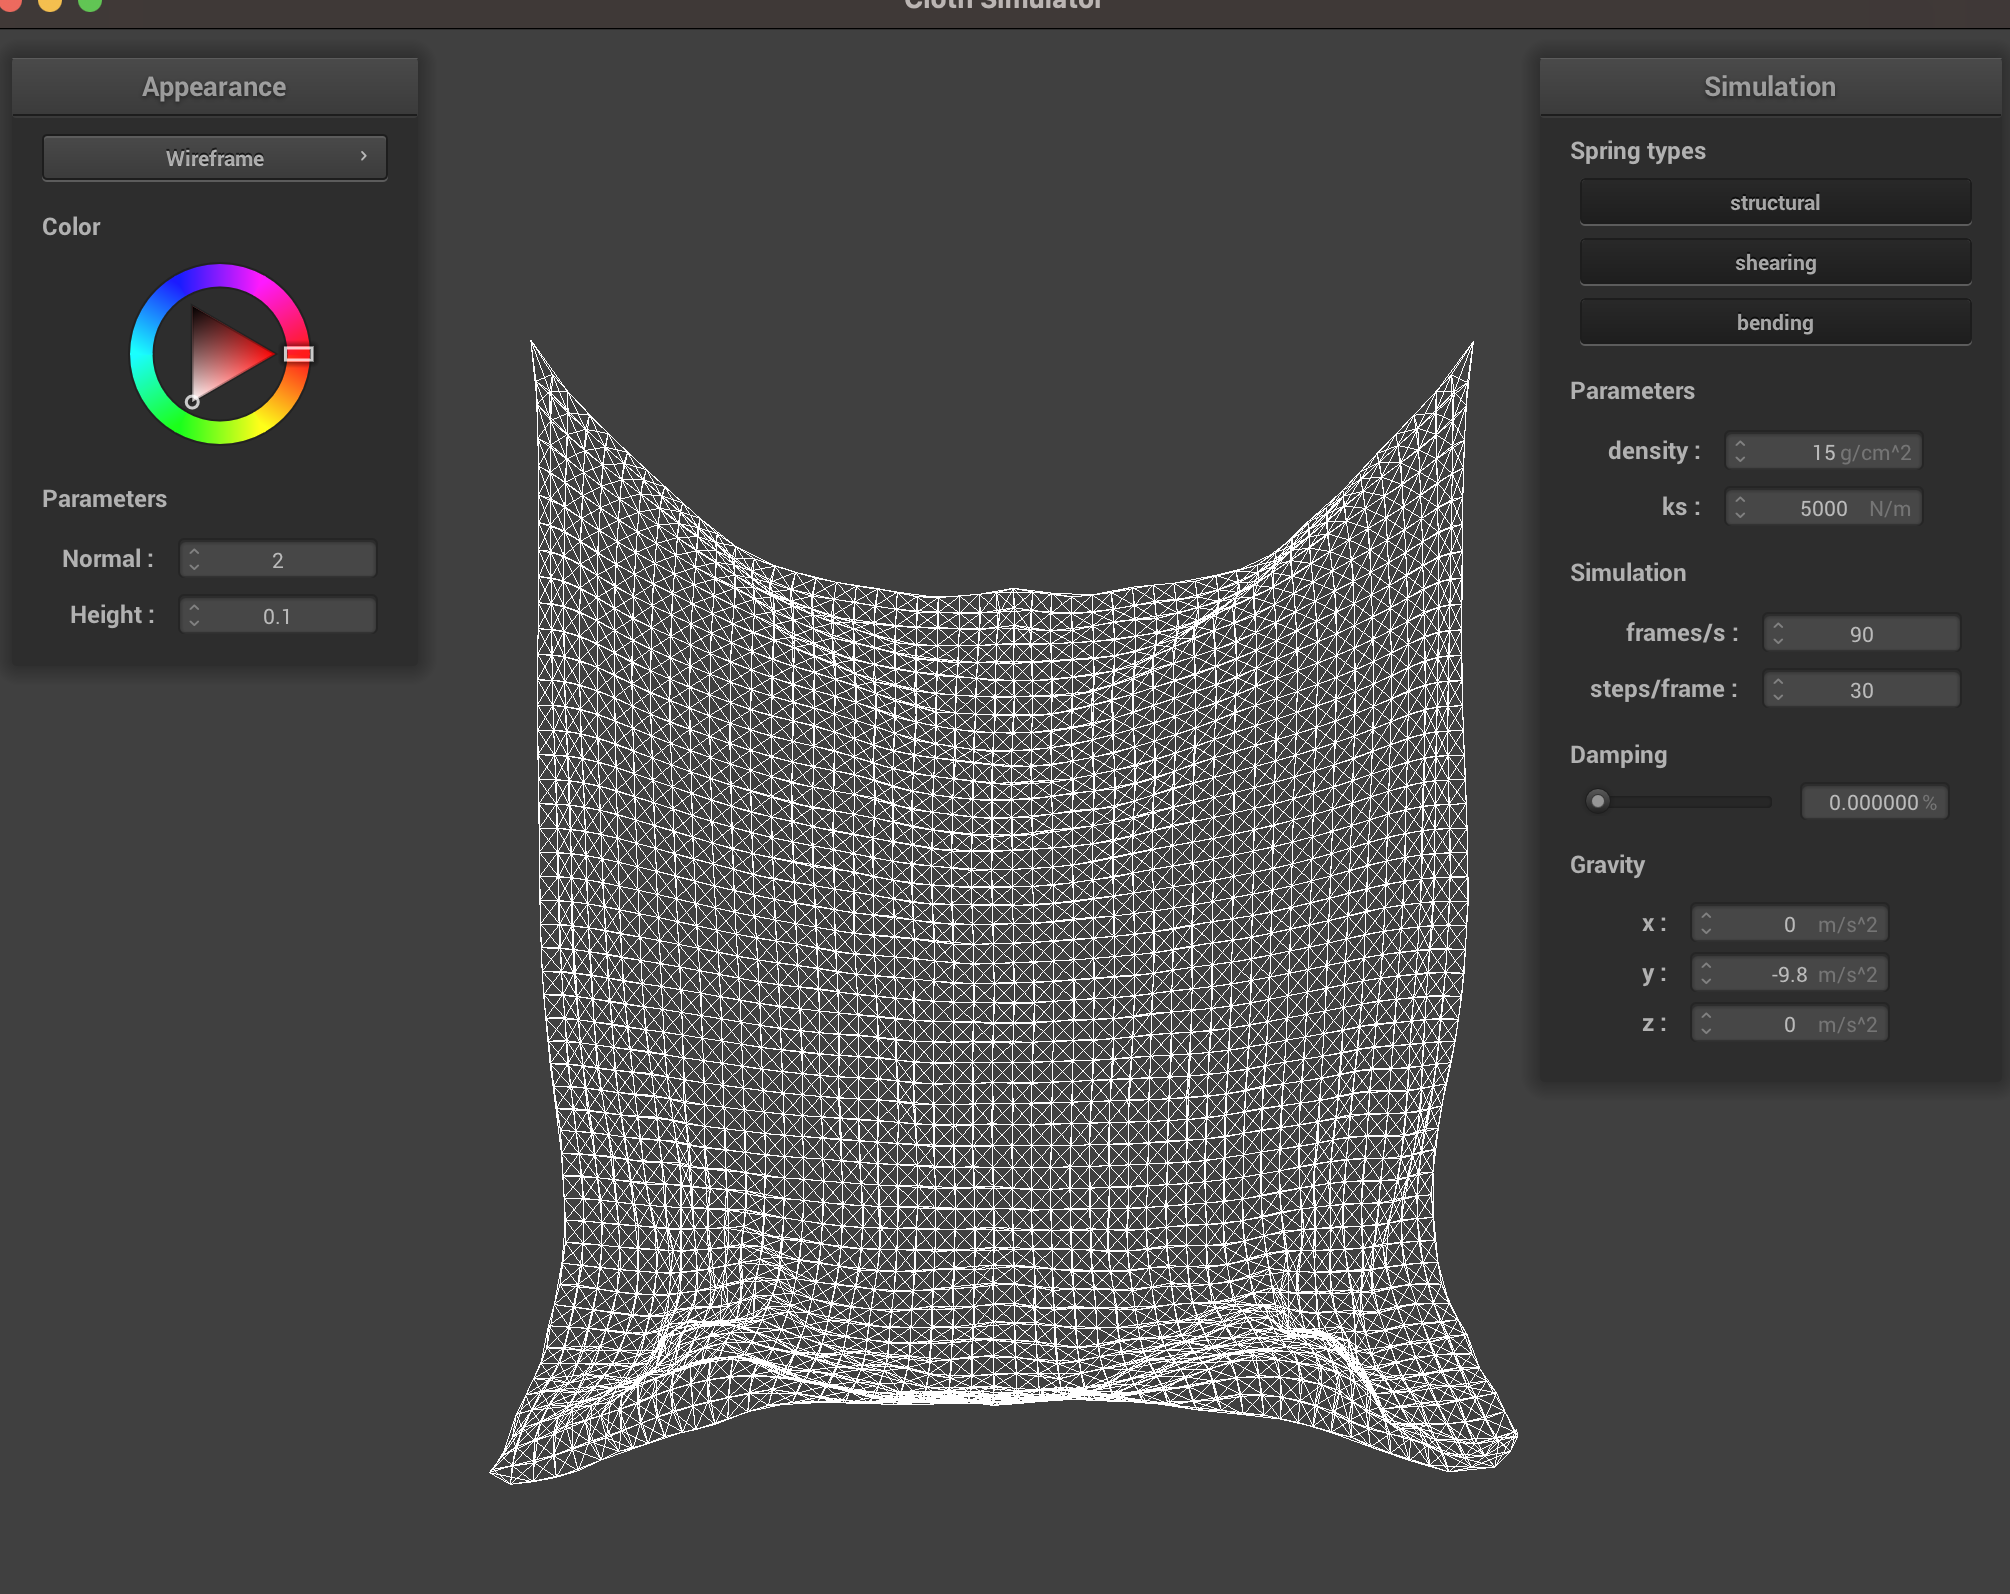 Cloth Simulator
Appearance
Wireframe
Color
Parameters
Normal : 2
Height : 0.1
Simulation
Spring types
structural
shearing
bending
Parameters
density : 15 g/cm^2
ks : 5000 N/m
Simulation
frames/s : 90
steps/frame : 30
Damping
0.000000 %
Gravity
x : 0 m/s^2
y : -9.8 m/s^2
z : 0 m/s^2